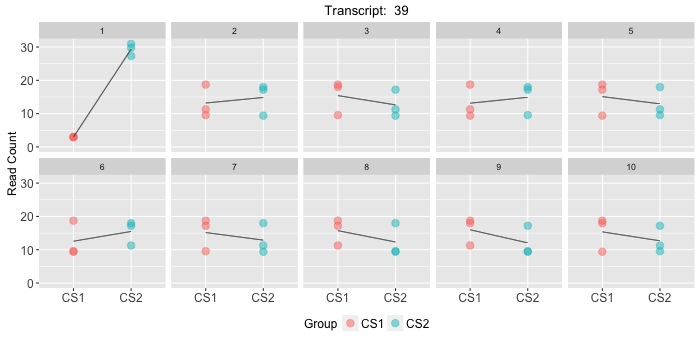 Transcript: 39
1 2 3 4 5
30
20
10
0
6 7 8 9 10
30
20
10
0
Read Count
CS1 CS2 CS1 CS2 CS1 CS2 CS1 CS2 CS1 CS2
Group CS1 CS2